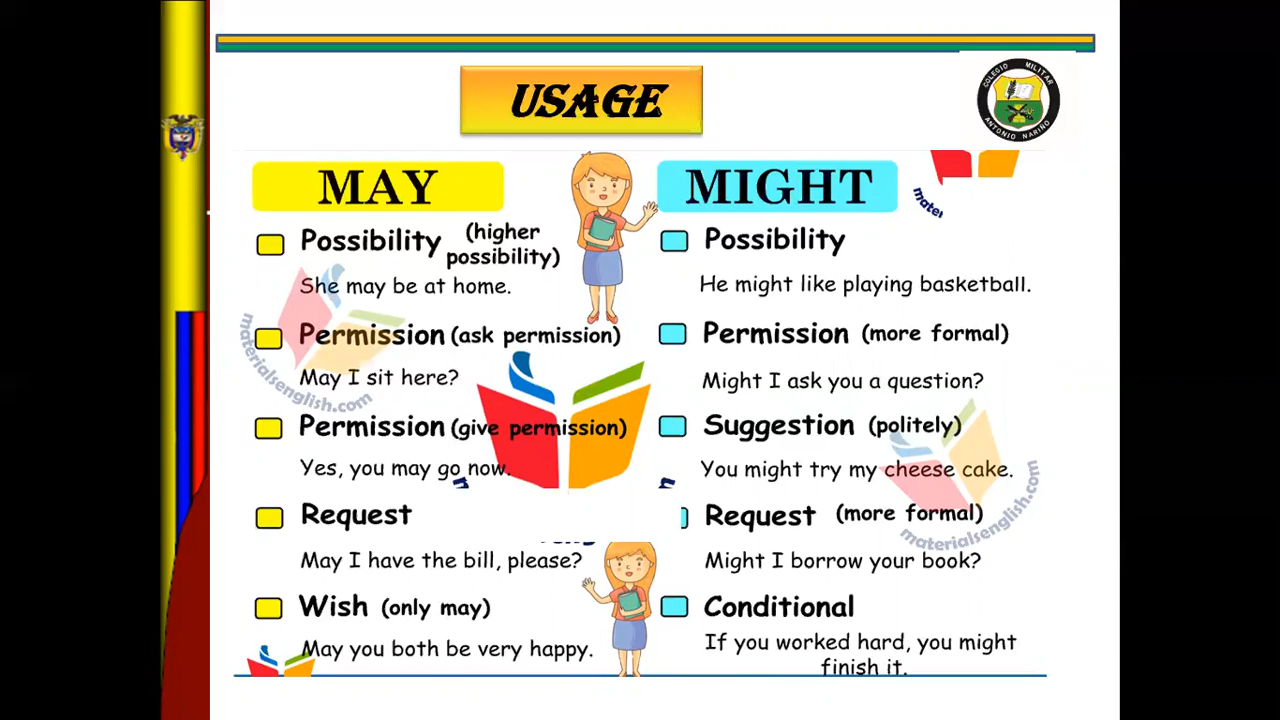 USAGE
COLEGIO MILITAR
ANTONIO NARIÑO
MAY
Possibility (higher possibility)
She may be at home.
Permission (ask permission)
May I sit here?
Permission (give permission)
Yes, you may go now.
Request
May I have the bill, please?
Wish (only may)
May you both be very happy.
MIGHT
Possibility
He might like playing basketball.
Permission (more formal)
Might I ask you a question?
Suggestion (politely)
You might try my cheese cake.
Request (more formal)
Might I borrow your book?
Conditional
If you worked hard, you might
finish it.
materialsenglish.com
materialsenglish.com
mater